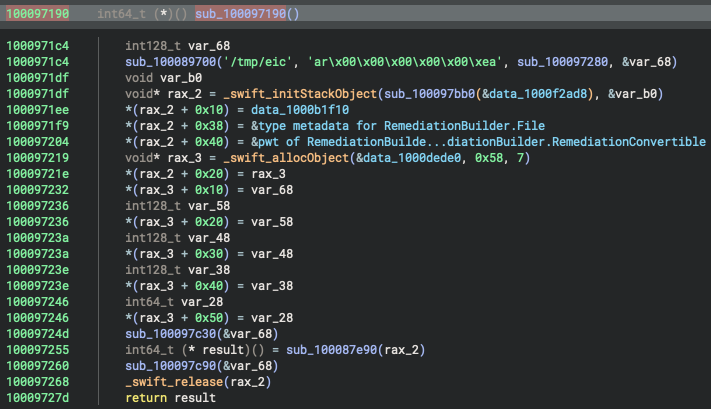 100097190 int64_t (*)() sub_100097190()
1000971c4 int128_t var_68
1000971c4 sub_100089700('/tmp/eic', 'ar\x00\x00\x00\x00\x00\xea', sub_100097280, &var_68)
1000971df void var_b0
1000971df void* rax_2 = _swift_initStackObject(sub_100097bb0(&data_1000f2ad8), &var_b0)
1000971ee *(rax_2 + 0x10) = data_1000b1f10
1000971f9 *(rax_2 + 0x38) = &type metadata for RemediationBuilder.File
100097204 *(rax_2 + 0x40) = &pwt of RemediationBuilde...diationBuilder.RemediationConvertible
100097219 void* rax_3 = _swift_allocObject(&data_1000dede0, 0x58, 7)
10009721e *(rax_2 + 0x20) = rax_3
100097232 *(rax_3 + 0x10) = var_68
100097236 int128_t var_58
100097236 *(rax_3 + 0x20) = var_58
10009723a int128_t var_48
10009723a *(rax_3 + 0x30) = var_48
10009723e int128_t var_38
10009723e *(rax_3 + 0x40) = var_38
100097246 int64_t var_28
100097246 *(rax_3 + 0x50) = var_28
10009724d sub_100097c30(&var_68)
100097255 int64_t (* result)() = sub_100087e90(rax_2)
100097260 sub_100097c90(&var_68)
100097268 _swift_release(rax_2)
10009727d return result